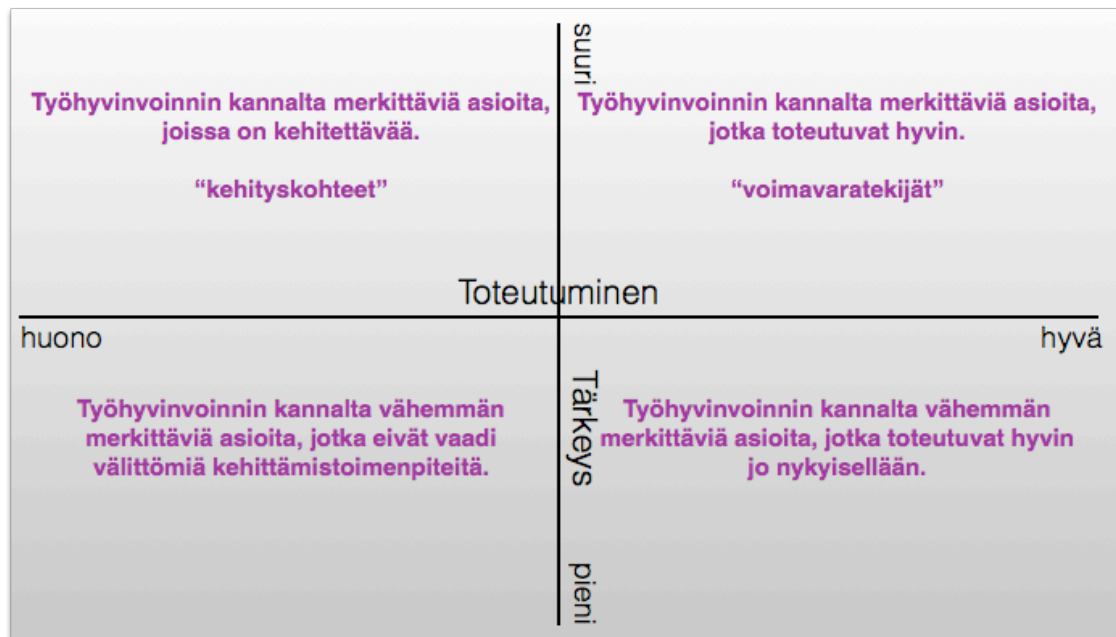 suuri
Työhyvinvoinnin kannalta merkittäviä asioita,
joissa on kehitettävää.
“kehityskohteet”
Työhyvinvoinnin kannalta merkittäviä asioita,
jotka toteutuvat hyvin.
“voimavaratekijät”
Toteutuminen
huono
hyvä
Tärkeys
Työhyvinvoinnin kannalta vähemmän
merkittäviä asioita, jotka eivät vaadi
välittömiä kehittämistoimenpiteitä.
Työhyvinvoinnin kannalta vähemmän
merkittäviä asioita, jotka toteutuvat hyvin
jo nykyisellään.
pieni